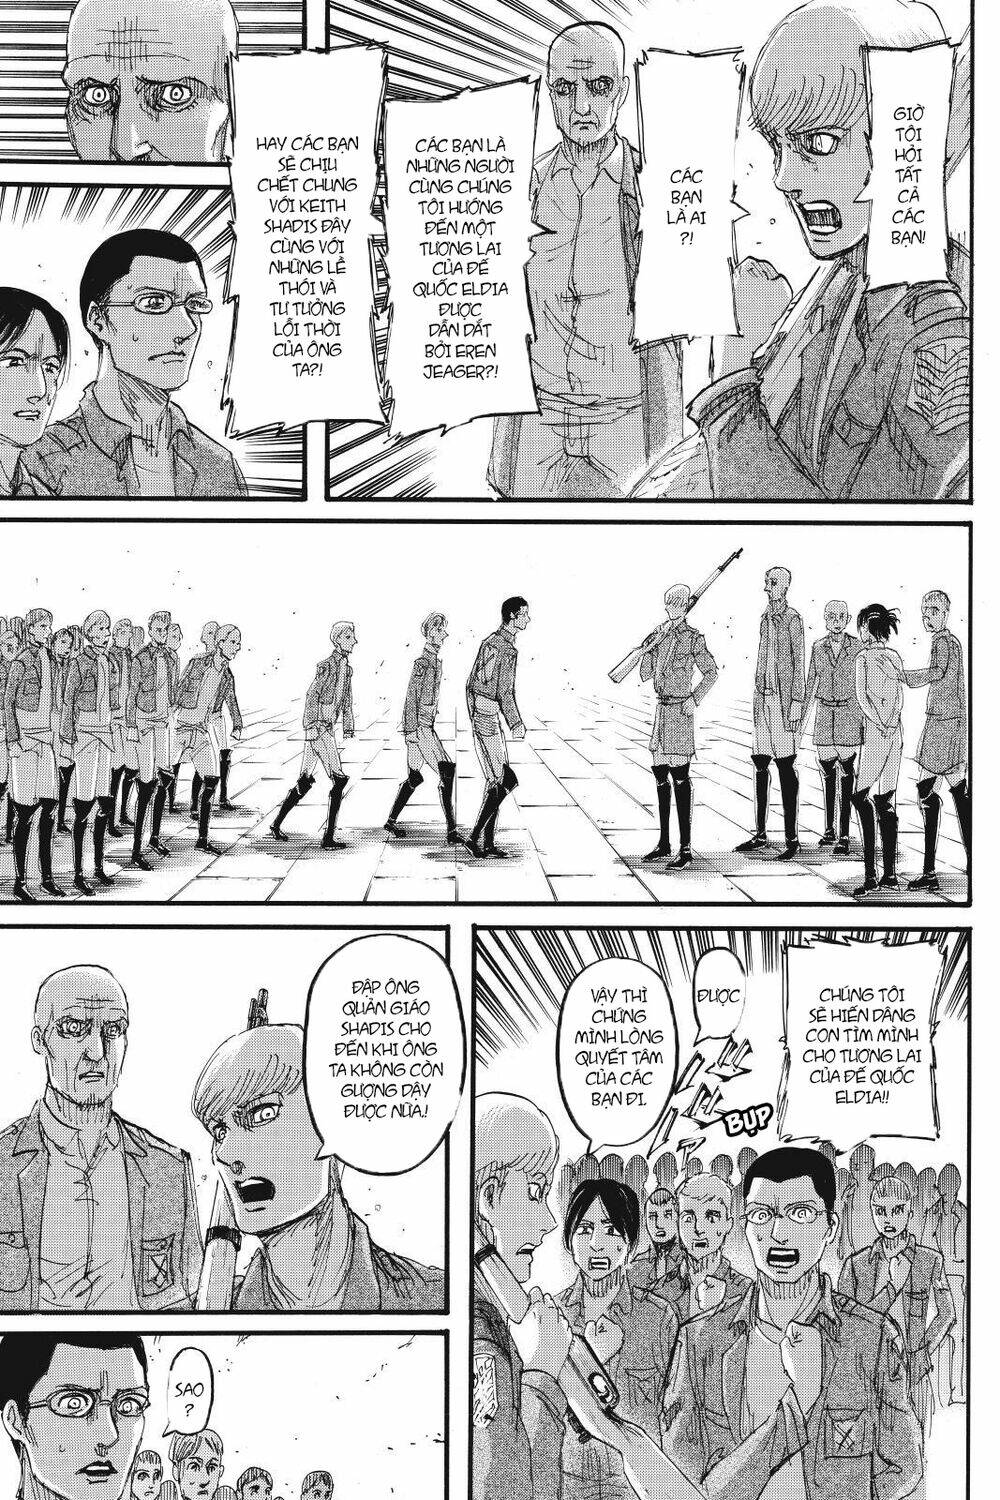 GIỜ
TÔI
HỎI
TẤT
CẢ CÁC
BẠN!
CÁC
BẠN
LÀ AI
?!
CÁC BẠN LÀ
NHỮNG NGƯỜI
CÙNG CHÚNG
TÔI HƯỚNG
ĐẾN MỘT
TƯƠNG LAI
CỦA ĐẾ
QUỐC ELDIA
ĐƯỢC
DẪN DẮT
BỞI EREN
JEAGER?!
HAY CÁC BẠN
SẼ CHỊU
CHẾT CHUNG
VỚI KEITH
SHADIS ĐÂY
CÙNG VỚI
NHỮNG LỀ
THÓI VÀ
TƯ TƯỞNG
LỖI THỜI
CỦA ÔNG
TA?!
CHÚNG TÔI
SẼ HIẾN DÂNG
CON TÌM MÌNH
CHO TƯƠNG LAI
CỦA ĐẾ QUỐC
ELDIA!!
BỤP
ĐƯỢC
VẬY THÌ
CHỨNG
MÌNH LÒNG
QUYẾT TÂM
CỦA CÁC
BẠN ĐI.
ĐẬP ÔNG
QUẢN GIÁO
SHADIS CHO
ĐẾN KHI ÔNG
TA KHÔNG CÒN
GƯỢNG DẬY
ĐƯỢC NỮA!
SAO
?